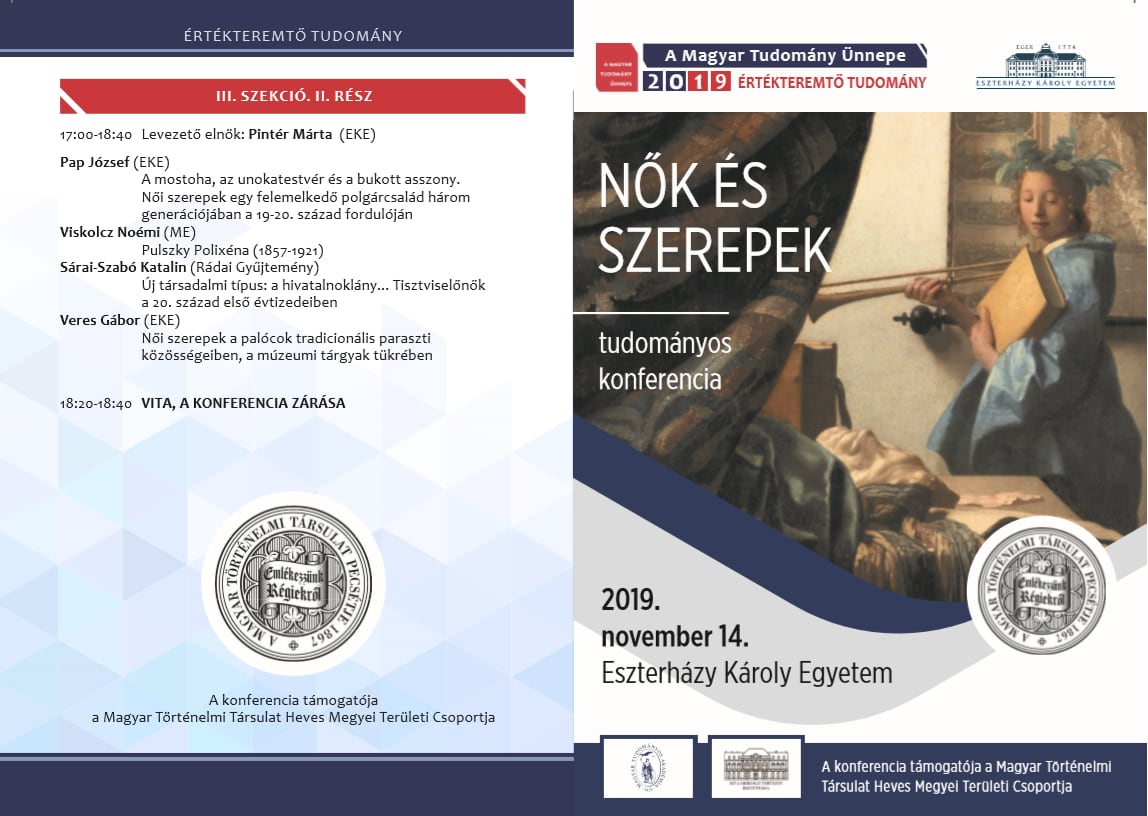 ÉRTÉKTEREMTŐ TUDOMÁNY
III. SZEKCIÓ. II. RÉSZ
17:00-18:40 Levezető elnök: Pintér Márta (EKE)
Pap József (EKE)
A mostoha, az unokatestvér és a bukott asszony.
Női szerepek egy felemelkedő polgárcsalád három
generációjában a 19-20. század fordulóján
Viskolcz Noémi (ME)
Pulszky Polixéna (1857-1921)
Sárai-Szabó Katalin (Rádai Gyűjtemény)
Új társadalmi típus: a hivatalnoklány... Tisztviselőnők
a 20. század első évtizedeiben
Veres Gábor (EKE)
Női szerepek a palócok tradicionális paraszti
közösségeiben, a múzeumi tárgyak tükrében
18:20-18:40 VITA, A KONFERENCIA ZÁRÁSA
A MAGYAR TÖRTÉNELMI TÁRSULAT PECSÉTJE 1867
Emlékezzünk
Régiekről
A konferencia támogatója
a Magyar Történelmi Társulat Heves Megyei Területi Csoportja
A MAGYAR
TUDOMÁNY
ÜNNEPE
A Magyar Tudomány Ünnepe
2019 ÉRTÉKTEREMTŐ TUDOMÁNY
EGER 1774
ESZTERHÁZY KÁROLY EGYETEM
NŐK ÉS
SZEREPEK
tudományos
konferencia
2019.
november 14.
Eszterházy Károly Egyetem
A MAGYAR TÖRTÉNELMI TÁRSULAT PECSÉTJE 1867
Emlékezzünk
Régiekről
MAGYAR TUDOMÁNYOS AKADÉMIA
A konferencia támogatója a Magyar Történelmi
Társulat Heves Megyei Területi Csoportja